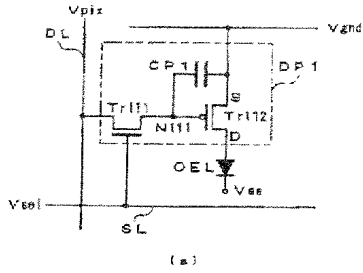 Vpix
DL
Vgnd
CP1
DP1
S
Tr111
Tr112
N111
D
OEL
Vss
Vsel
SL
(a)